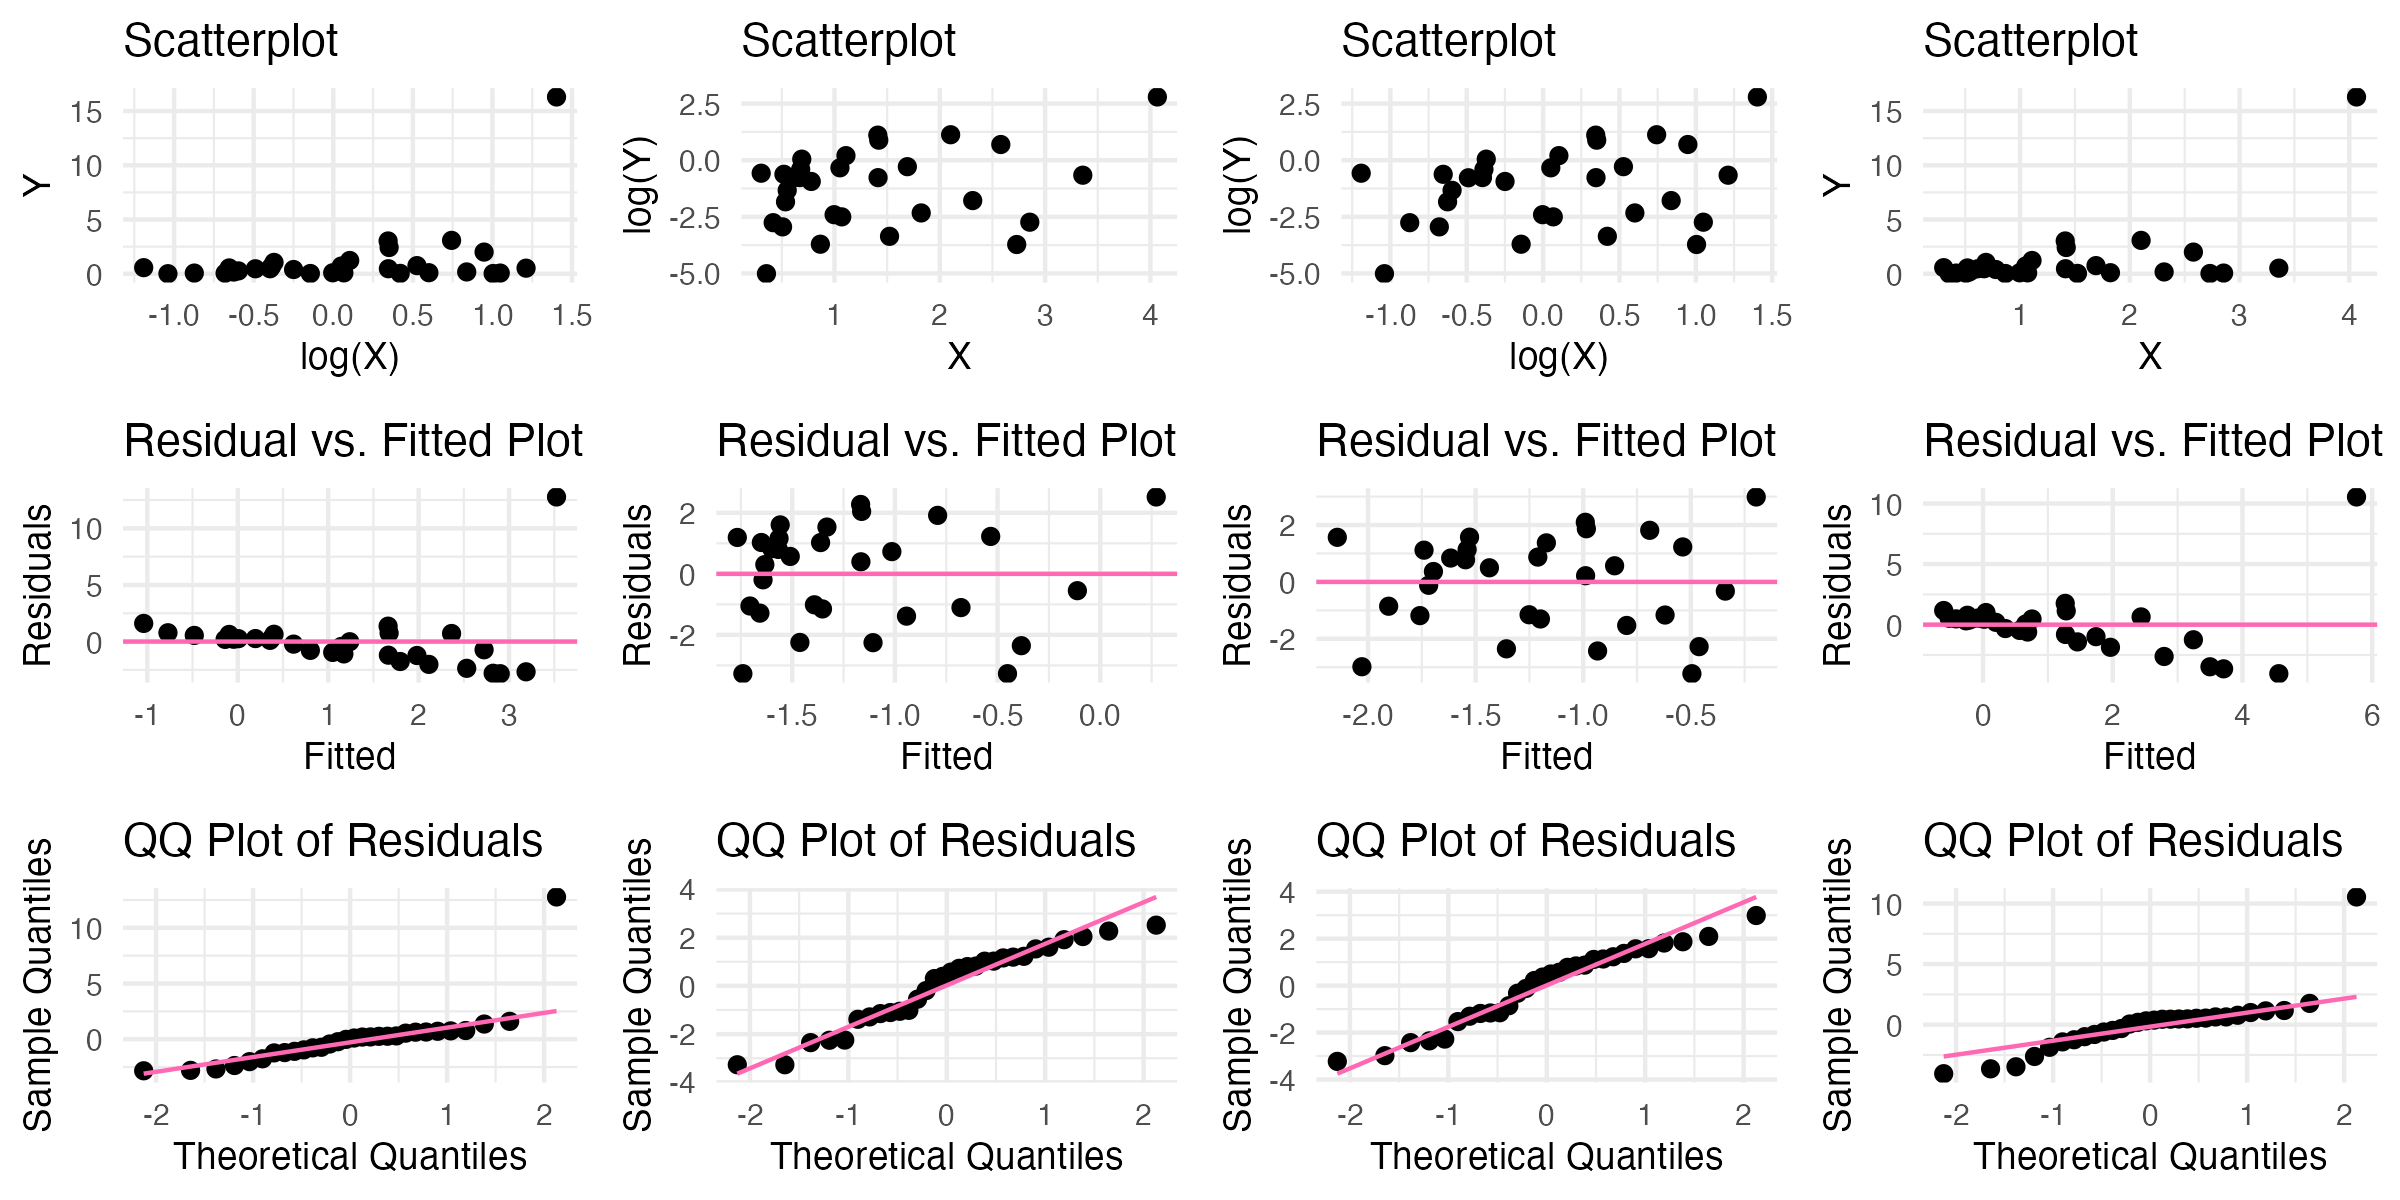 Scatterplot
Y
15
10
5
0
-1.0 -0.5 0.0 0.5 1.0 1.5
log(X)
Scatterplot
log(Y)
2.5
0.0
-2.5
-5.0
1 2 3 4
X
Scatterplot
log(Y)
2.5
0.0
-2.5
-5.0
-1.0 -0.5 0.0 0.5 1.0 1.5
log(X)
Scatterplot
Y
15
10
5
0
1 2 3 4
X
Residual vs. Fitted Plot
Residuals
10
5
0
-1 0 1 2 3
Fitted
Residual vs. Fitted Plot
Residuals
2
0
-2
-1.5 -1.0 -0.5 0.0
Fitted
Residual vs. Fitted Plot
Residuals
2
0
-2
-2.0 -1.5 -1.0 -0.5
Fitted
Residual vs. Fitted Plot
Residuals
10
5
0
0 2 4 6
Fitted
QQ Plot of Residuals
Sample Quantiles
10
5
0
-2 -1 0 1 2
Theoretical Quantiles
QQ Plot of Residuals
Sample Quantiles
4
2
0
-2
-4
-2 -1 0 1 2
Theoretical Quantiles
QQ Plot of Residuals
Sample Quantiles
4
2
0
-2
-4
-2 -1 0 1 2
Theoretical Quantiles
QQ Plot of Residuals
Sample Quantiles
10
5
0
-2 -1 0 1 2
Theoretical Quantiles